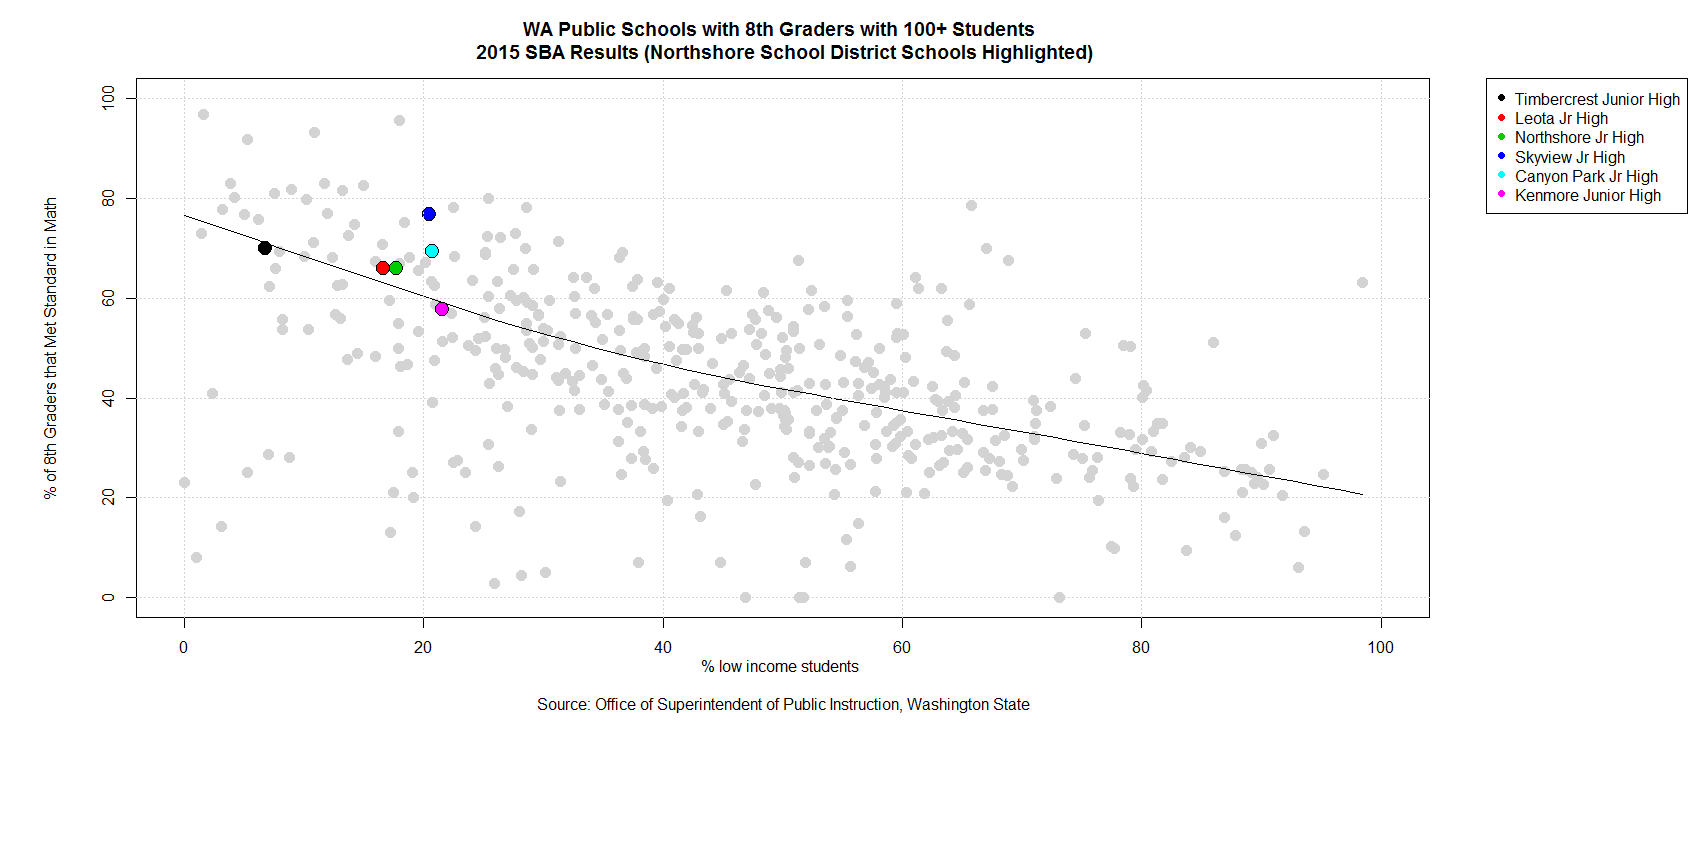 WA Public Schools with 8th Graders with 100+ Students
2015 SBA Results (Northshore School District Schools Highlighted)
% of 8th Graders that Met Standard in Math
100
80
60
40
20
0
0 20 40 60 80 100
% low income students
Source: Office of Superintendent of Public Instruction, Washington State
Timbercrest Junior High
Leota Jr High
Northshore Jr High
Skyview Jr High
Canyon Park Jr High
Kenmore Junior High